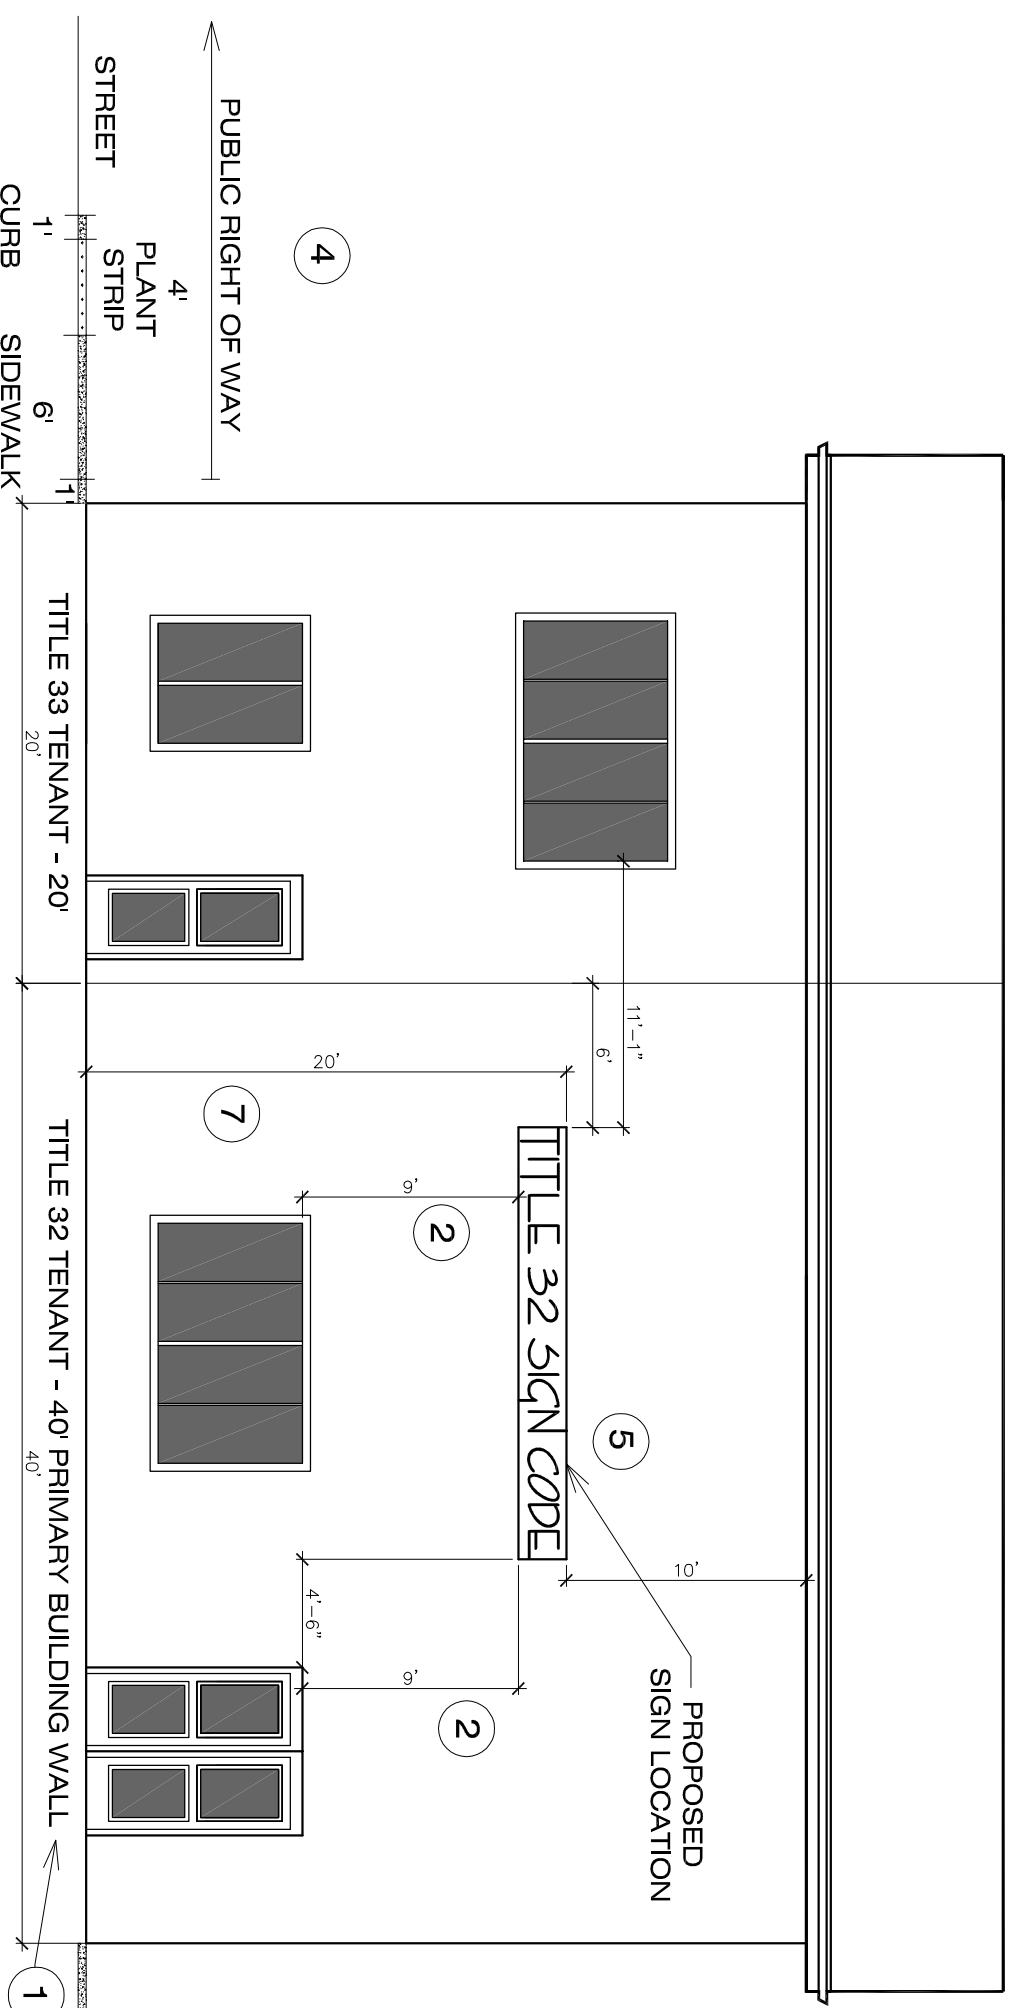 4
PUBLIC RIGHT OF WAY
STREET
4'
PLANT
STRIP
1'
CURB
6'
SIDEWALK
1'
PROPOSED
SIGN LOCATION
10'
5
11'-1"
6'
TITLE 32 SIGN CODE
20'
7
9'
2
9'
2
4'-6"
TITLE 33 TENANT - 20'
20'
TITLE 32 TENANT - 40' PRIMARY BUILDING WALL
40'
1